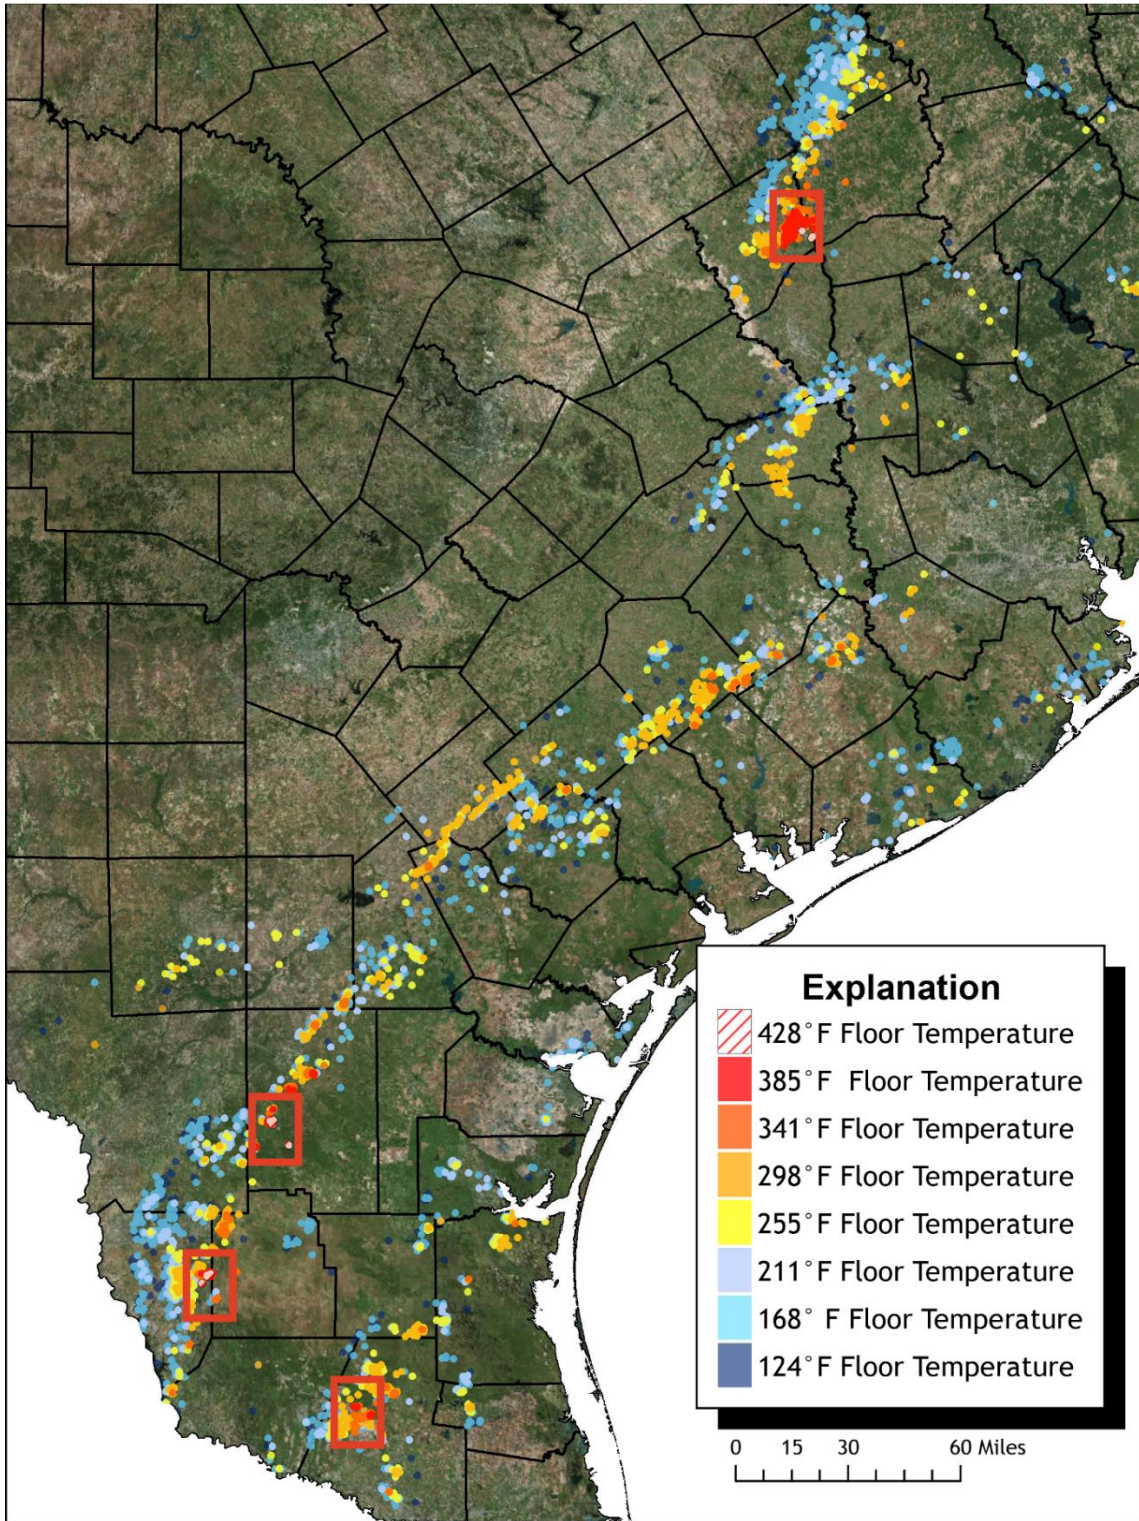 Explanation
428°F Floor Temperature
385°F Floor Temperature
341°F Floor Temperature
298°F Floor Temperature
255°F Floor Temperature
211°F Floor Temperature
168° F Floor Temperature
124°F Floor Temperature
0 15 30 60 Miles